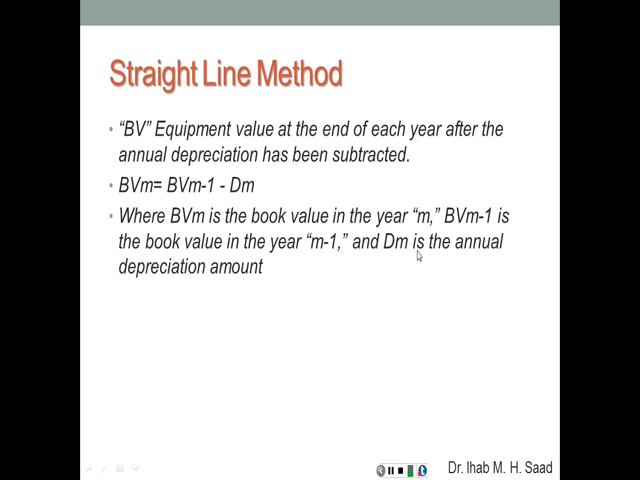 Straight Line Method
• “BV” Equipment value at the end of each year after the
annual depreciation has been subtracted.
• BVm= BVm-1 - Dm
• Where BVm is the book value in the year “m,” BVm-1 is
the book value in the year “m-1,” and Dm is the annual
depreciation amount
Dr. Ihab M. H. Saad